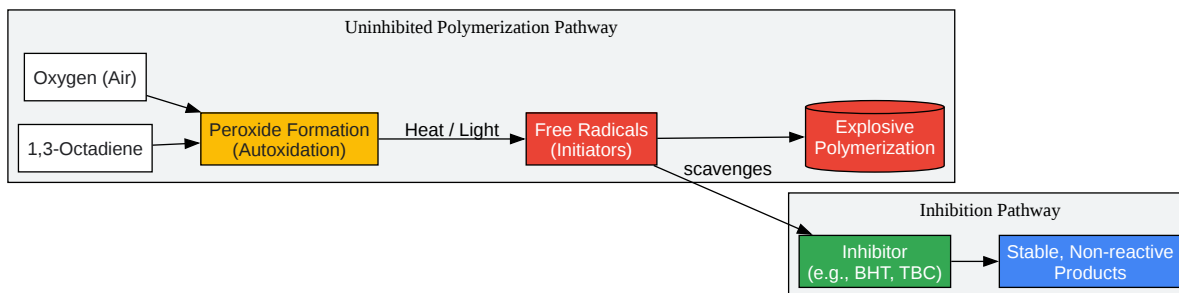 Uninhibited Polymerization Pathway
Oxygen (Air)
1,3-Octadiene
Peroxide Formation
(Autoxidation)
Heat / Light
Free Radicals
(Initiators)
Explosive
Polymerization
scavenges
Inhibition Pathway
Inhibitor
(e.g., BHT, TBC)
Stable, Non-reactive
Products